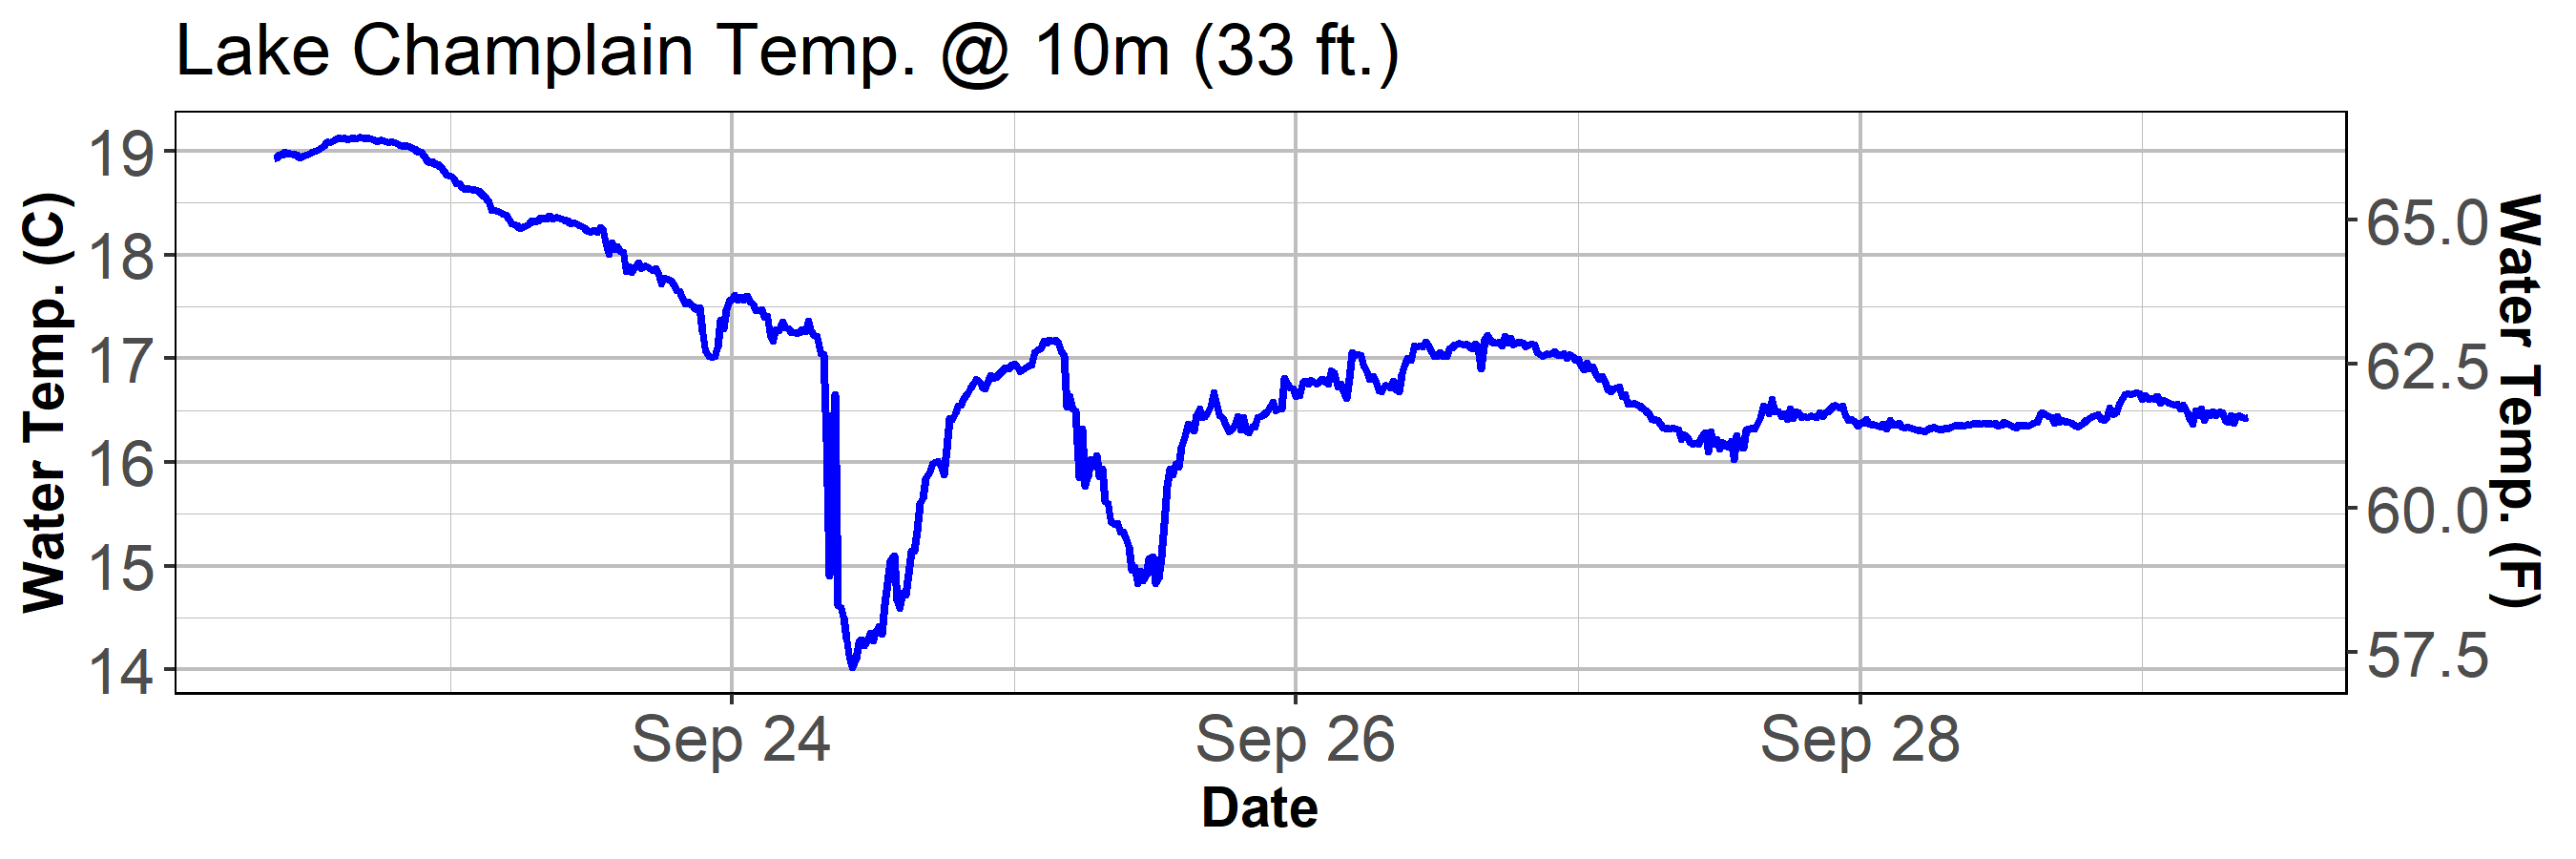 Lake Champlain Temp. @ 10m (33 ft.)
Water Temp. (C)
19
18
17
16
15
14
65.0
62.5
60.0
57.5
Water Temp. (F)
Sep 24
Sep 26
Sep 28
Date